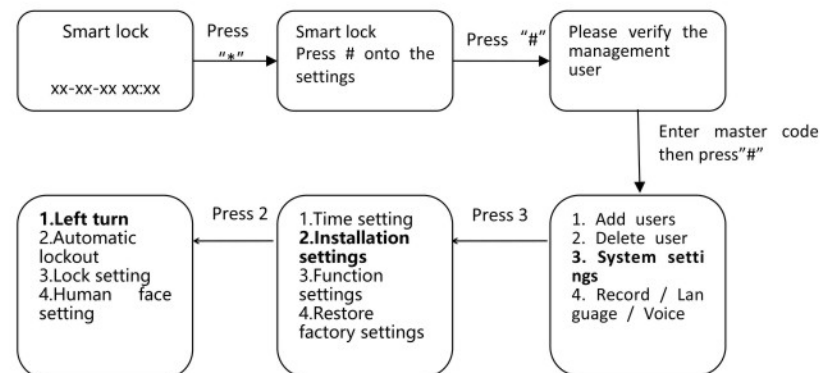 Smart lock
xx-xx-xx xx:xx
Press
"*"
Smart lock
Press # onto the
settings
Press "#"
Please verify the
management
user
Enter master code
then press"#"
1. Add users
2. Delete user
3. System setti
ngs
4. Record / Lan
guage / Voice
Press 3
1.Time setting
2.Installation
settings
3.Function
settings
4.Restore
factory settings
Press 2
1.Left turn
2.Automatic
lockout
3.Lock setting
4.Human face
setting